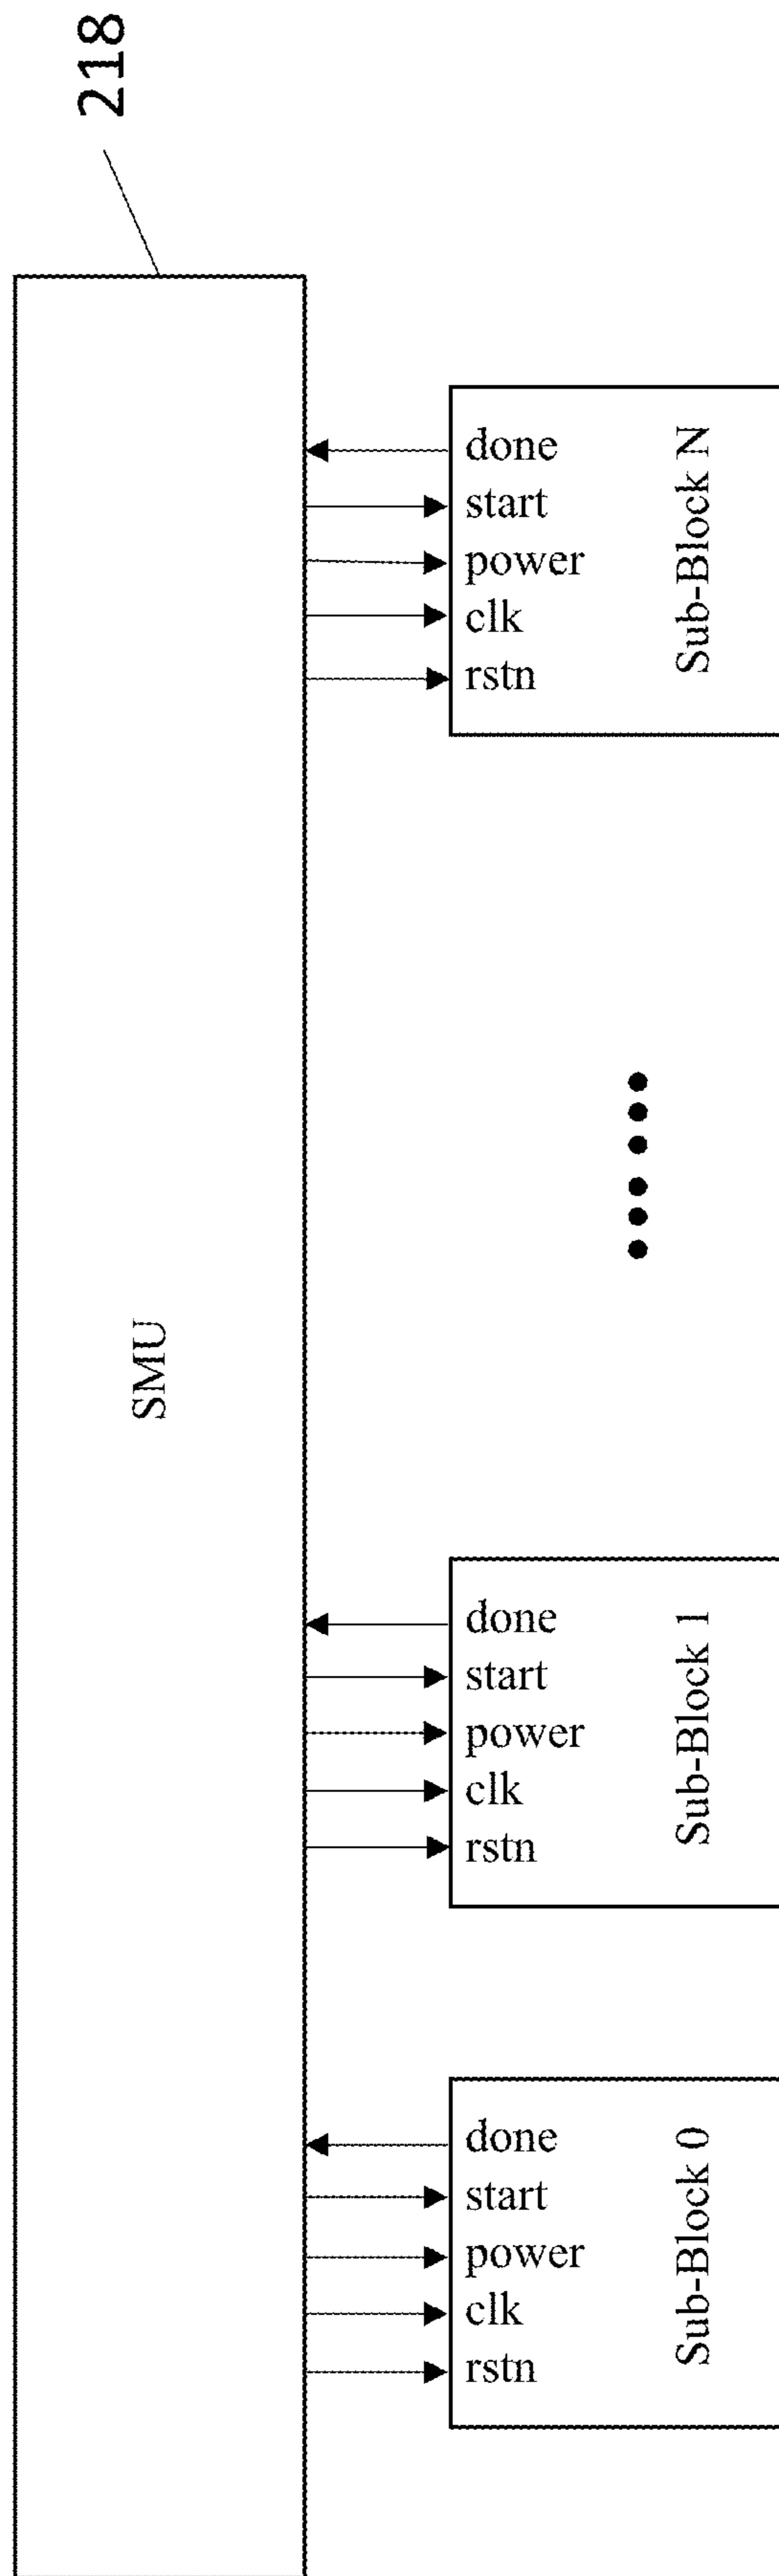 218
SMU
done
start
power
clk
rstn
Sub-Block N
done
start
power
clk
rstn
Sub-Block 1
done
start
power
clk
rstn
Sub-Block 0